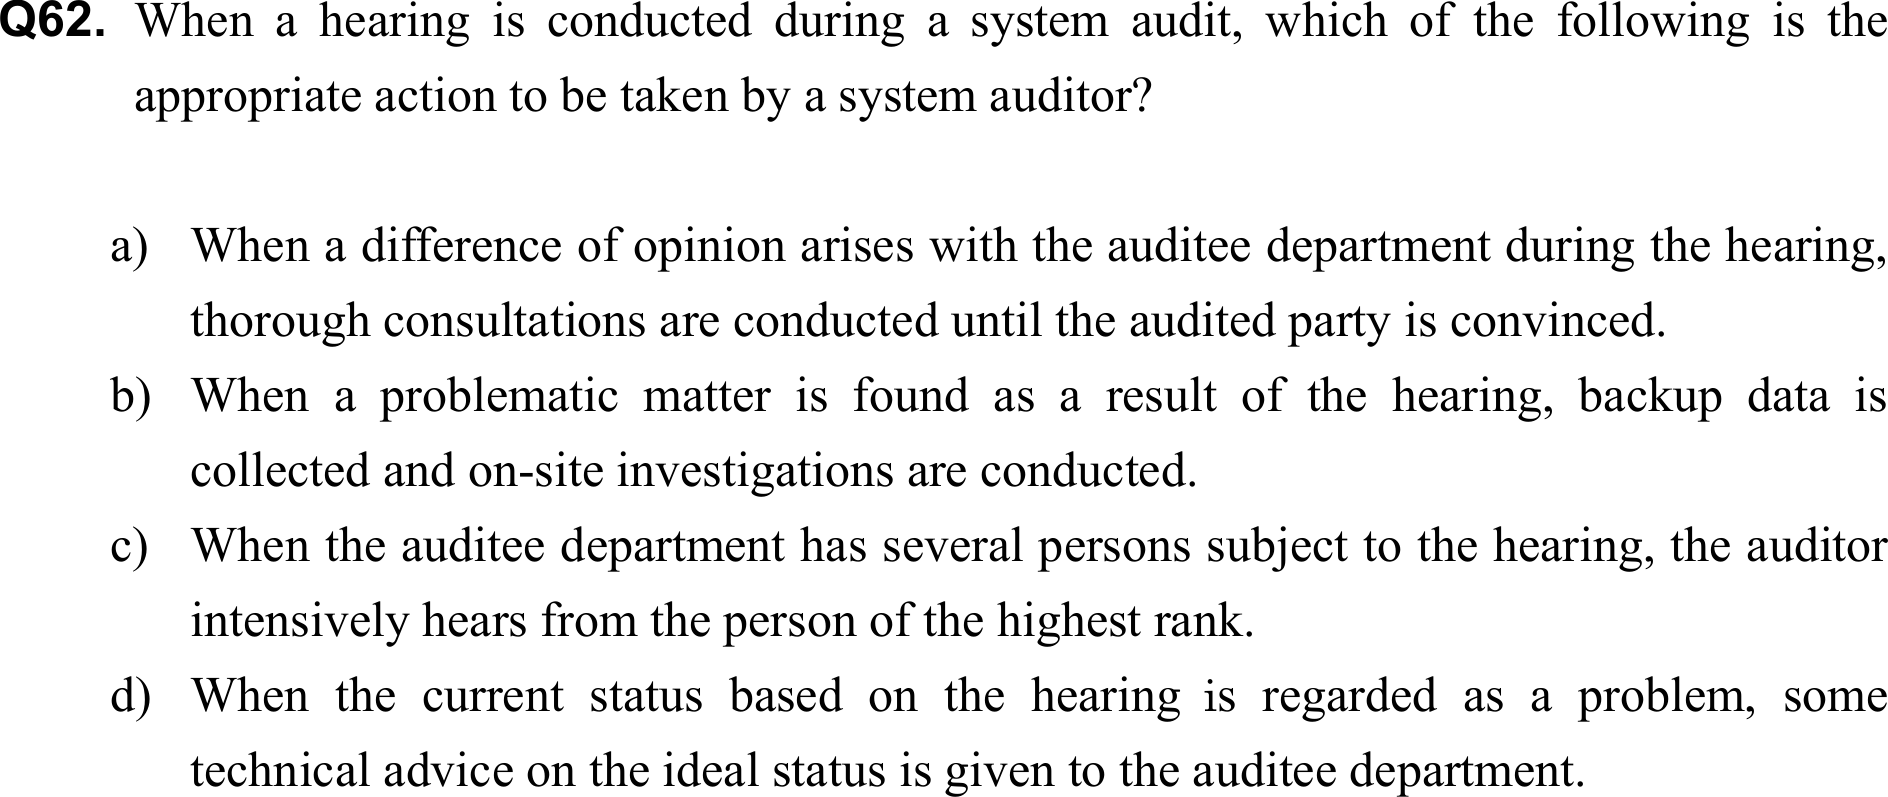 Q62. When a hearing is conducted during a system audit, which of the following is the
appropriate action to be taken by a system auditor?
a) When a difference of opinion arises with the auditee department during the hearing,
thorough consultations are conducted until the audited party is convinced.
b) When a problematic matter is found as a result of the hearing, backup data is
collected and on-site investigations are conducted.
c) When the auditee department has several persons subject to the hearing, the auditor
intensively hears from the person of the highest rank.
d) When the current status based on the hearing is regarded as a problem, some
technical advice on the ideal status is given to the auditee department.